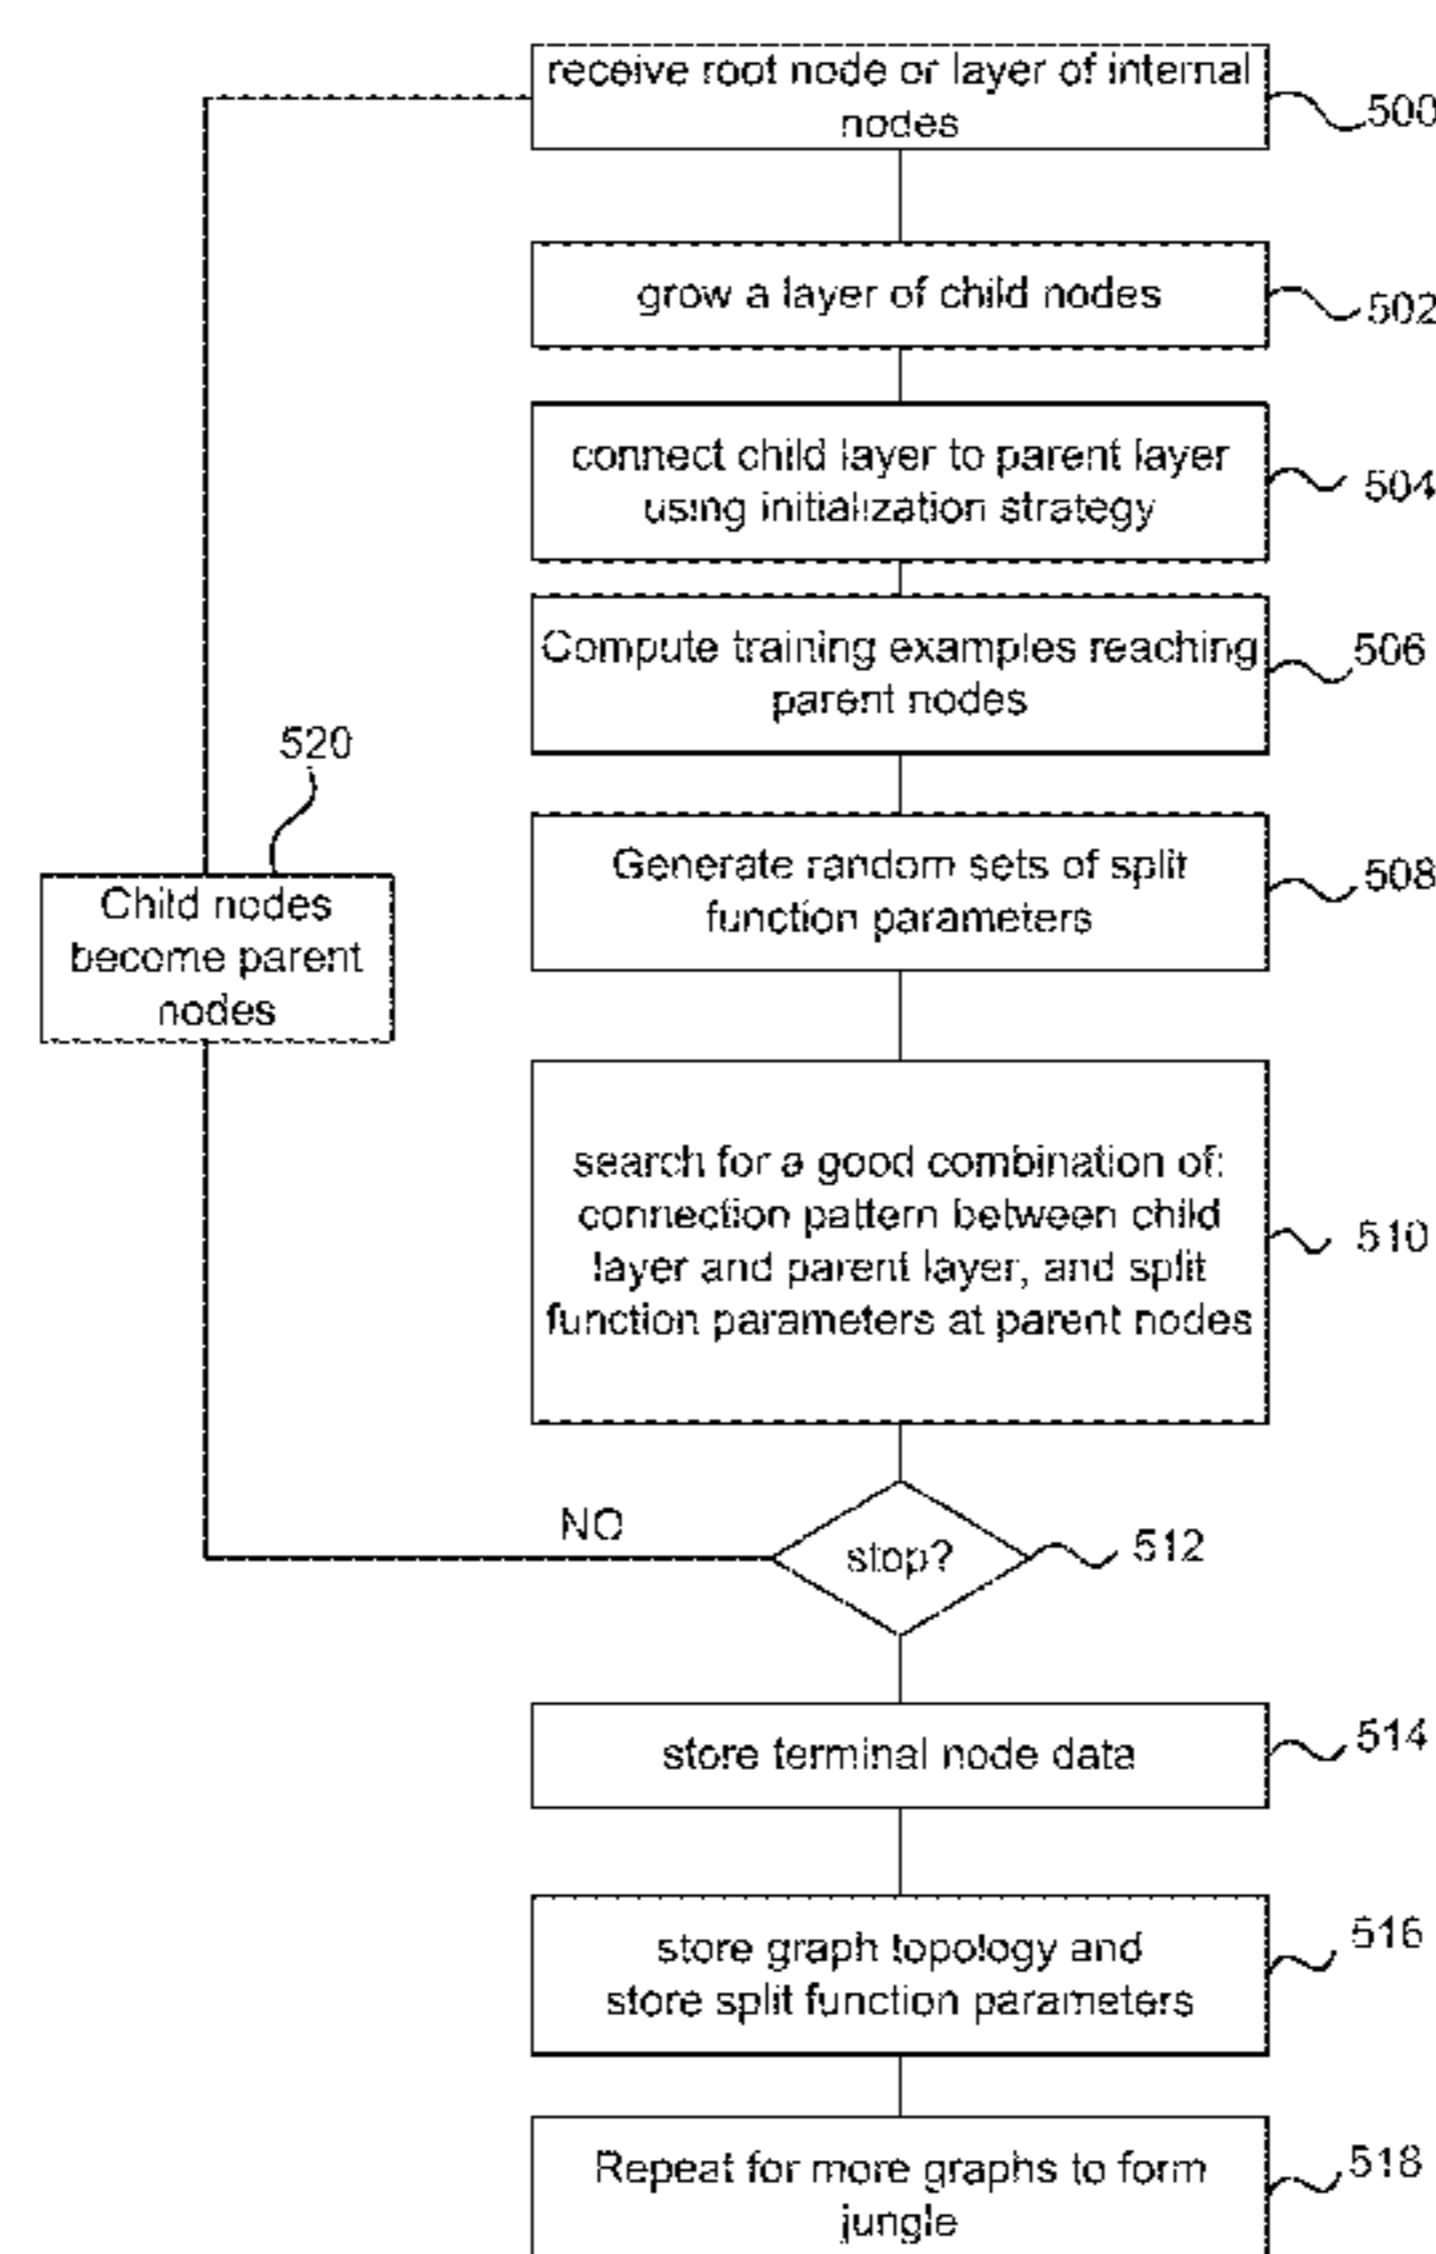 receive root node or layer of internal
nodes
500
grow a layer of child nodes
502
connect child layer to parent layer
using initialization strategy
504
Compute training examples reaching
parent nodes
506
520
Child nodes
become parent
nodes
Generate random sets of split
function parameters
508
search for a good combination of:
connection pattern between child
layer and parent layer, and split
function parameters at parent nodes
510
NO
stop?
512
store terminal node data
514
store graph topology and
store split function parameters
516
Repeat for more graphs to form
jungle
518